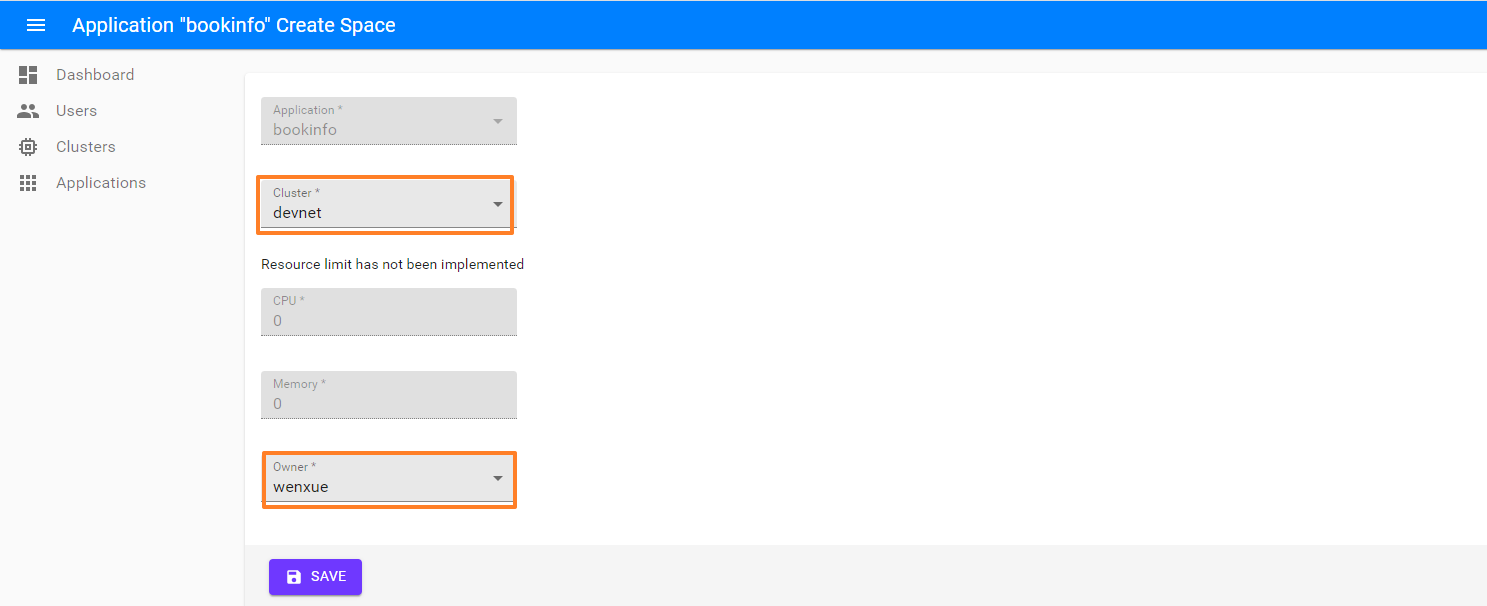 Application "bookinfo" Create Space
Dashboard
Users
Clusters
Applications
Application *
bookinfo
Cluster *
devnet
Resource limit has not been implemented
CPU *
0
Memory *
0
Owner *
wenxue
SAVE